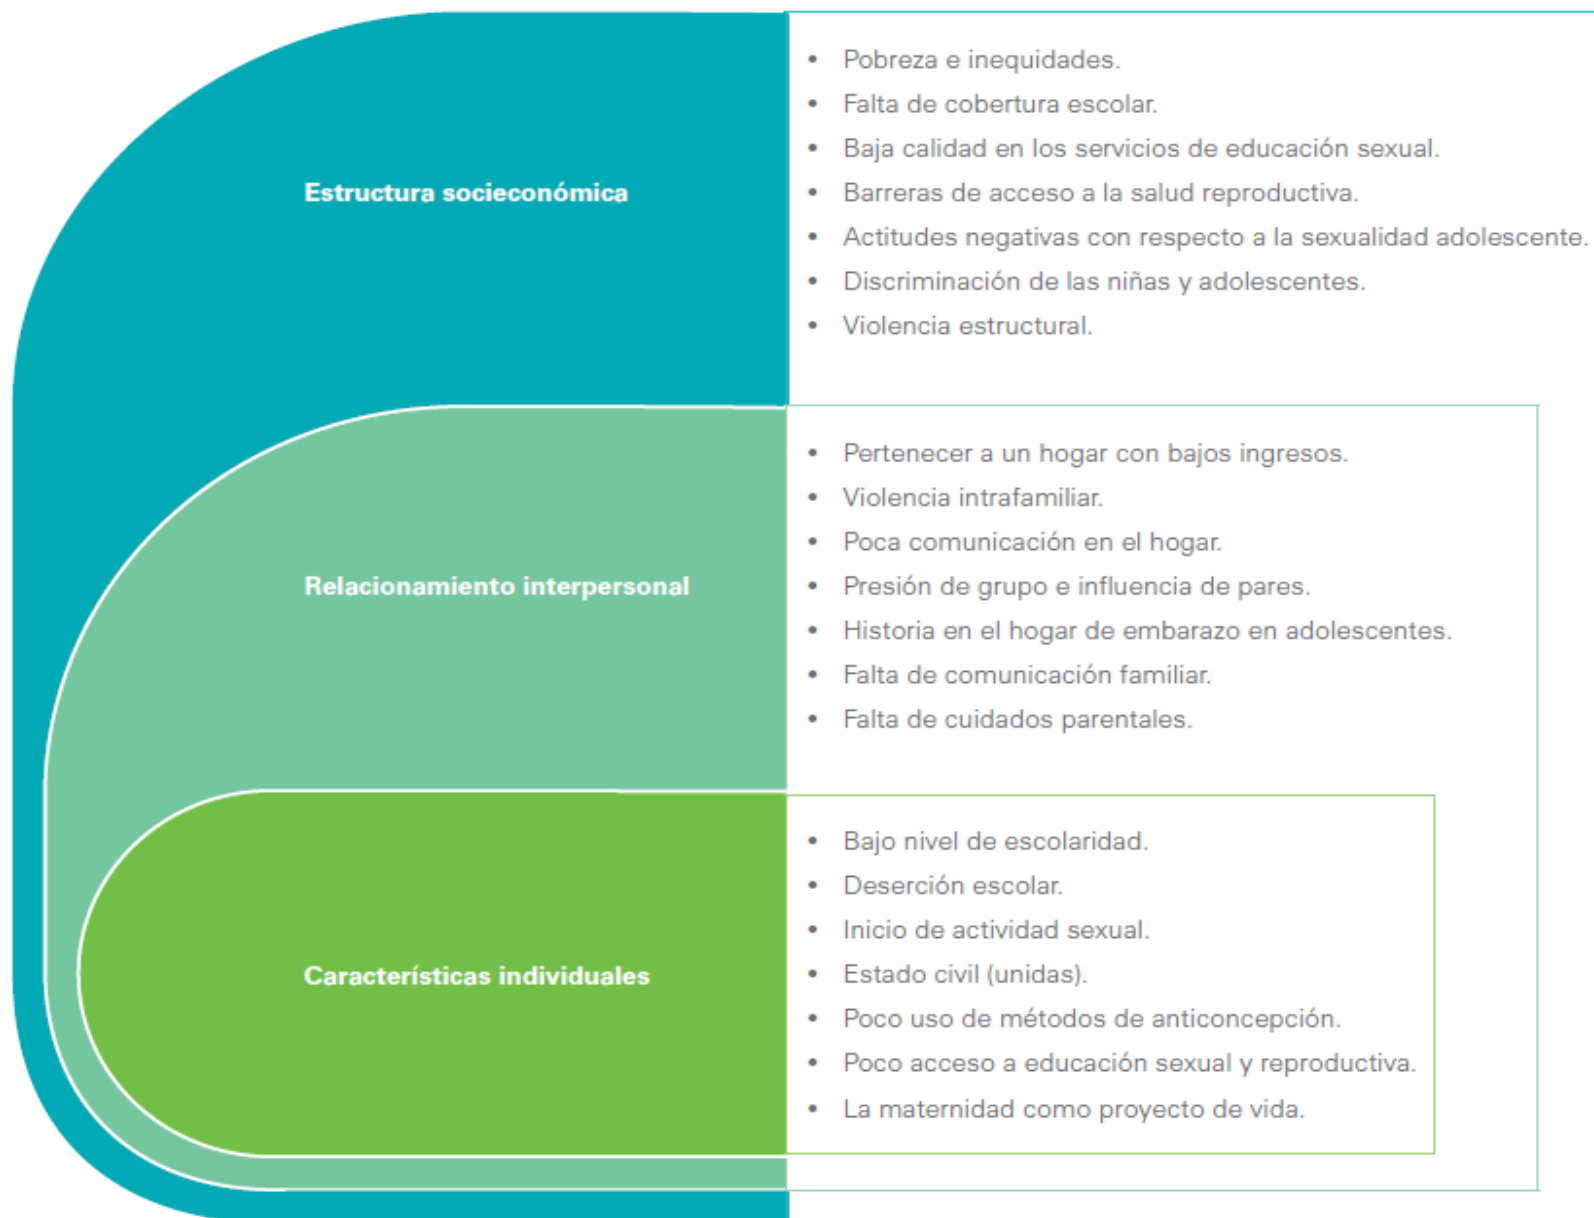 Estructura socieconómica
• Pobreza e inequidades.
• Falta de cobertura escolar.
• Baja calidad en los servicios de educación sexual.
• Barreras de acceso a la salud reproductiva.
• Actitudes negativas con respecto a la sexualidad adolescente.
• Discriminación de las niñas y adolescentes.
• Violencia estructural.
Relacionamiento interpersonal
• Pertenecer a un hogar con bajos ingresos.
• Violencia intrafamiliar.
• Poca comunicación en el hogar.
• Presión de grupo e influencia de pares.
• Historia en el hogar de embarazo en adolescentes.
• Falta de comunicación familiar.
• Falta de cuidados parentales.
Características individuales
• Bajo nivel de escolaridad.
• Deserción escolar.
• Inicio de actividad sexual.
• Estado civil (unidas).
• Poco uso de métodos de anticoncepción.
• Poco acceso a educación sexual y reproductiva.
• La maternidad como proyecto de vida.